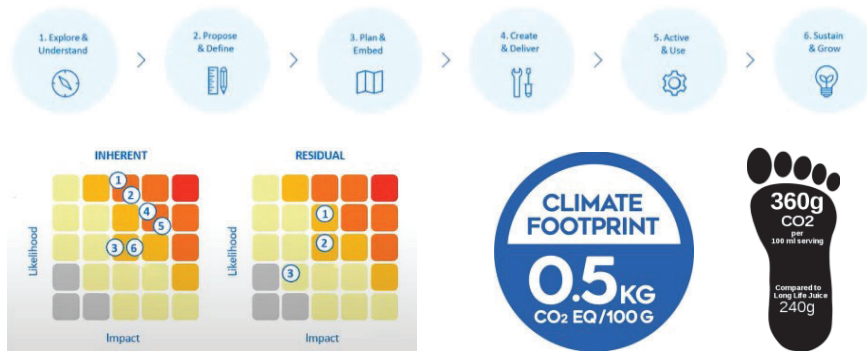 1. Explore &
Understand
2. Propose
& Define
3. Plan &
Embed
4. Create
& Deliver
5. Active
& Use
6. Sustain
& Grow
INHERENT
Likelihood
1
2
4
5
3 6
Impact
RESIDUAL
Likelihood
1
2
3
Impact
CLIMATE
FOOTPRINT
0.5 KG
CO₂ EQ/100 G
360g
CO2
per
100 ml serving
Compared to
Long Life Juice
240g